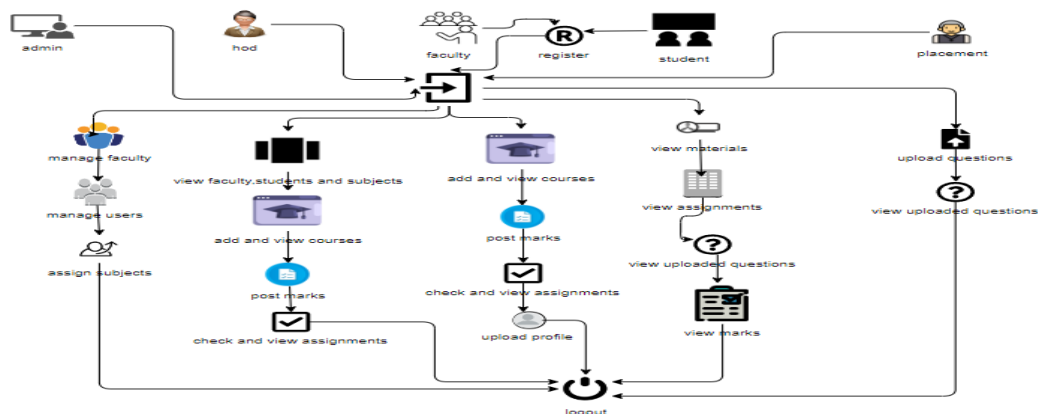 admin
hod
faculty
R
register
student
placement
manage faculty
view faculty,students and subjects
add and view courses
view materials
upload questions
manage users
add and view courses
post marks
view assignments
view uploaded questions
assign subjects
post marks
check and view assignments
view uploaded questions
check and view assignments
upload profile
view marks
logout